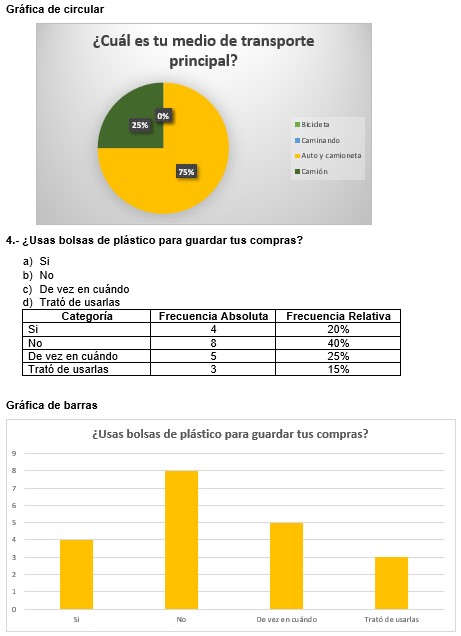 Gráfica de circular
¿Cuál es tu medio de transporte
principal?
0%
25%
75%
Bicicleta
Caminando
Auto y camioneta
Camión
4.- ¿Usas bolsas de plástico para guardar tus compras?
a) Si
b) No
c) De vez en cuándo
d) Trató de usarlas
Categoría Frecuencia Absoluta Frecuencia Relativa
Si 4 20%
No 8 40%
De vez en cuándo 5 25%
Trató de usarlas 3 15%
Gráfica de barras
¿Usas bolsas de plástico para guardar tus compras?
9
8
7
6
5
4
3
2
1
0
Si No De vez en cuándo Trató de usarlas